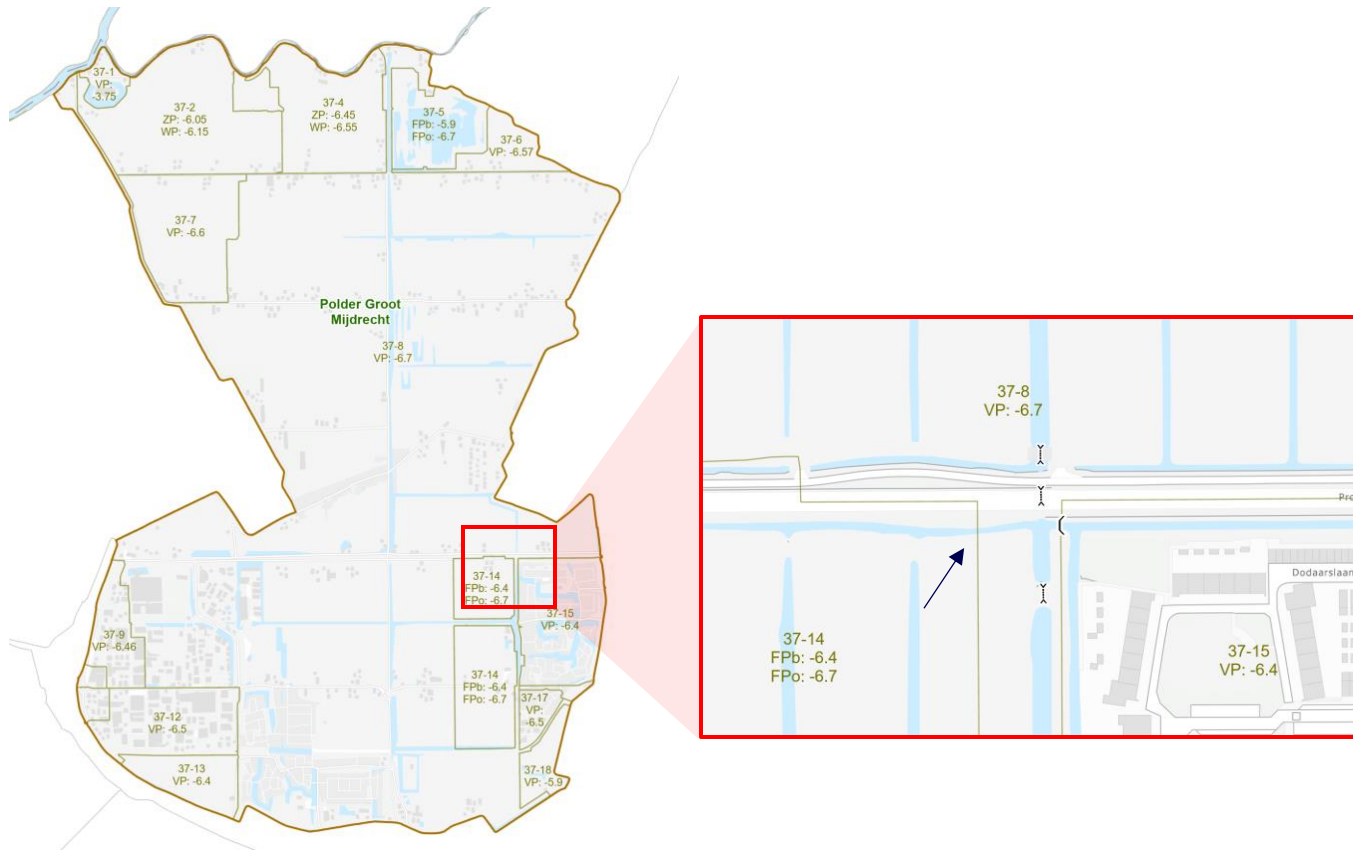 37-1
VP:
-3.75
37-2
ZP: -6.05
WP: -6.15
37-4
ZP: -6.45
WP: -6.55
37-5
FPb: -5.9
FPo: -6.7
37-6
VP: -6.57
37-7
VP: -6.6
Polder Groot
Mijdrecht
37-8
VP: -6.7
37-14
FPb: -6.4
FPo: -6.7
37-15
VP: -6.4
37-9
VP: -6.46
37-14
FPb: -6.4
FPo: -6.7
37-17
VP:
-6.5
37-12
VP: -6.5
37-13
VP: -6.4
37-18
VP: -5.9
37-8
VP: -6.7
Pro
Dodaarslaan
37-14
FPb: -6.4
FPo: -6.7
37-15
VP: -6.4